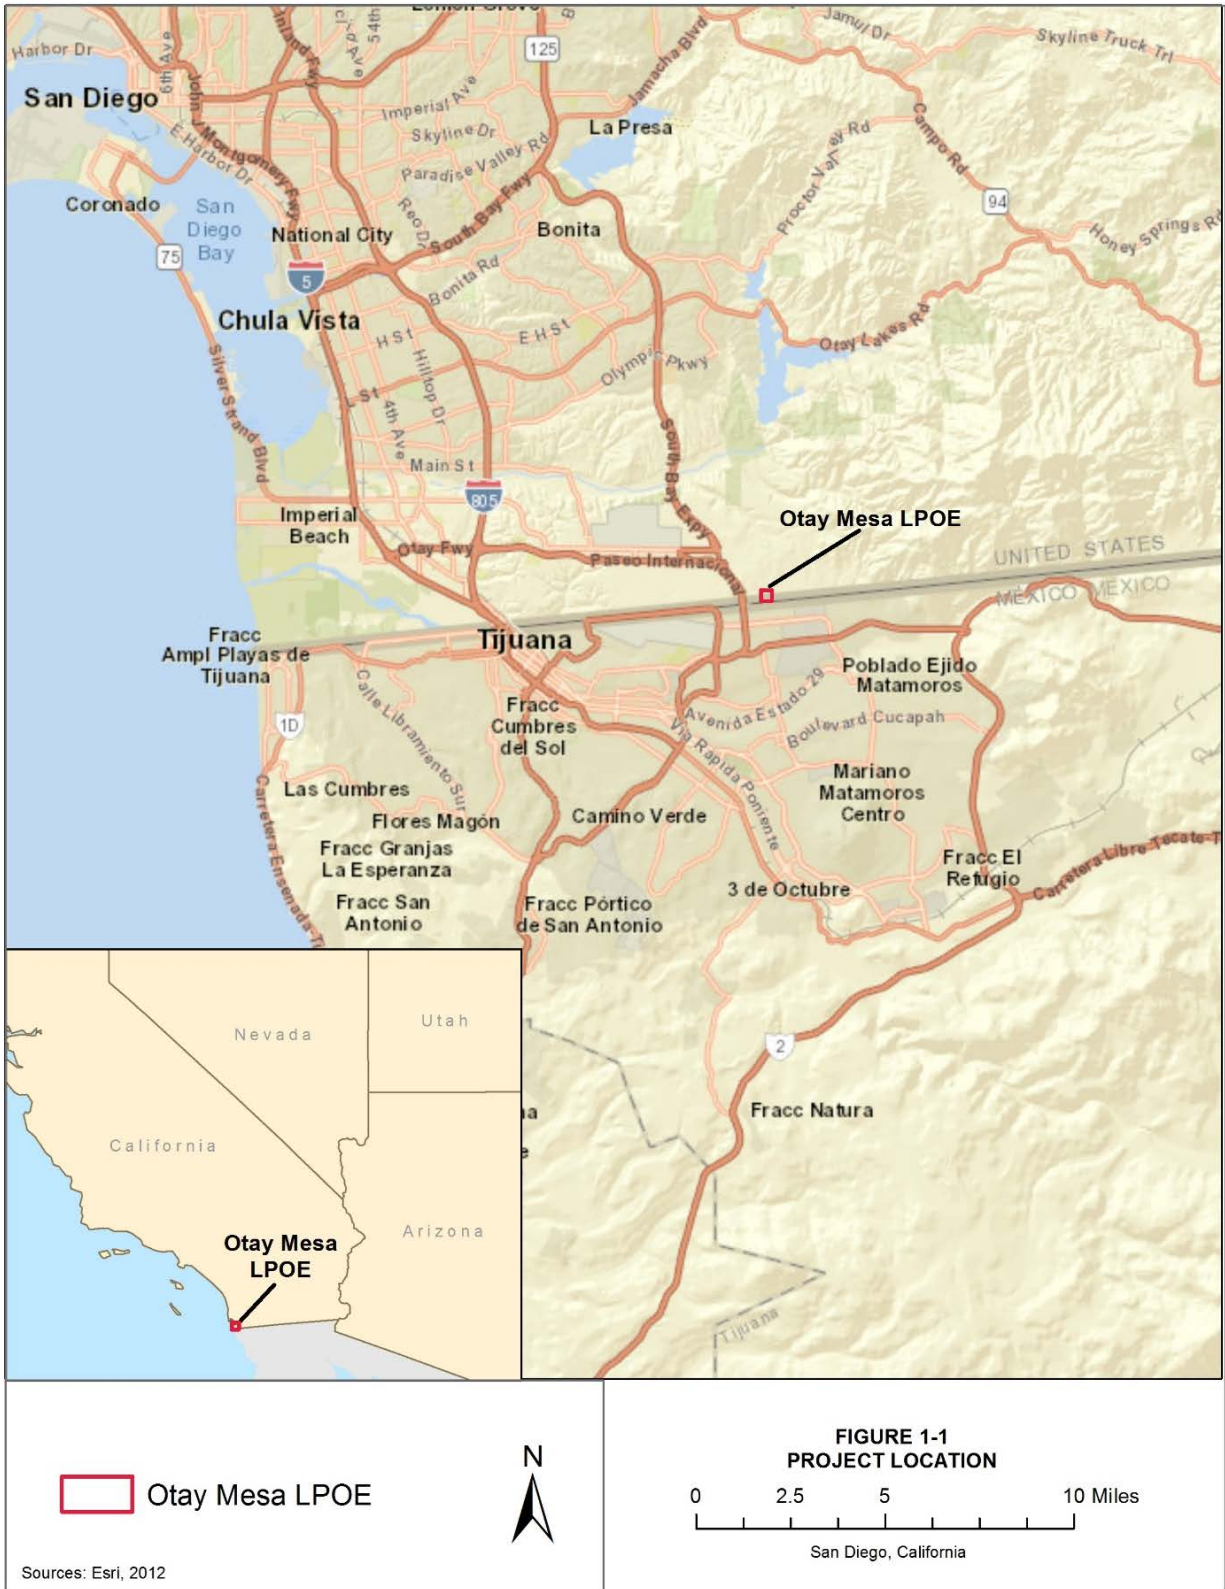 Lemon Grove
Harbor Dr
6th Ave
Inland Fwy
54th
125
Jamacha Blvd
Jamul Dr
Skyline Truck Trl
San Diego
John J Montgomery Fwy
E Harbor Dr
Imperial Ave
Skyline Dr
Paradise Valley Rd
La Presa
Proctor Valley Rd
Campo Rd
Coronado
San
Diego
Bay
National City
Reo Dr
South Bay Fwy
Bonita
94
Honey Springs Rd
75
5
Bonita Rd
Chula Vista
H St
E H St
Otay Lakes Rd
Silver Strand Blvd
Hilltop Dr
Olympic Pkwy
L St
4th Ave
Main St
South Bay Expy
805
Imperial
Beach
Otay Mesa LPOE
Otay Fwy
Paseo Internacional
UNITED STATES
MÉXICO MEXICO
Fracc
Ampl Playas de
Tijuana
Tijuana
Poblado Ejido
Matamoros
1D
Calle Libramiento Sur
Fracc
Cumbres
del Sol
Avenida Estado 29
Boulevard Cucapah
Via Rapida Poniente
Las Cumbres
Mariano
Matamoros
Centro
Flores Magón
Camino Verde
Carretera Ensenada-Ti
Fracc Granjas
La Esperanza
Fracc El
Refugio
Carretera Libre Tecate-T
Fracc San
Antonio
Fracc Pórtico
de San Antonio
3 de Octubre
2
Fracc Natura
Tijuana
Nevada
Utah
California
Arizona
Otay Mesa
LPOE
Otay Mesa LPOE
N
Sources: Esri, 2012
FIGURE 1-1
PROJECT LOCATION
0 2.5 5 10 Miles
San Diego, California